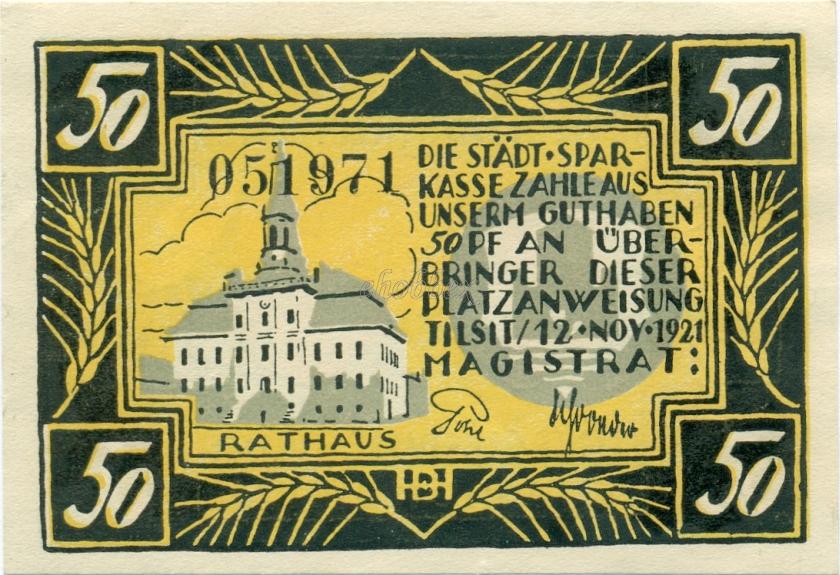 50 50
051971
DIE STÄDT·SPAR-
KASSE ZAHLE AUS
UNSERM GUTHABEN
50 PF AN ÜBER-
BRINGER DIESER
PLATZANWEISUNG
TILSIT/12·NOV·1921
MAGISTRAT:
RATHAUS
50 HBH 50